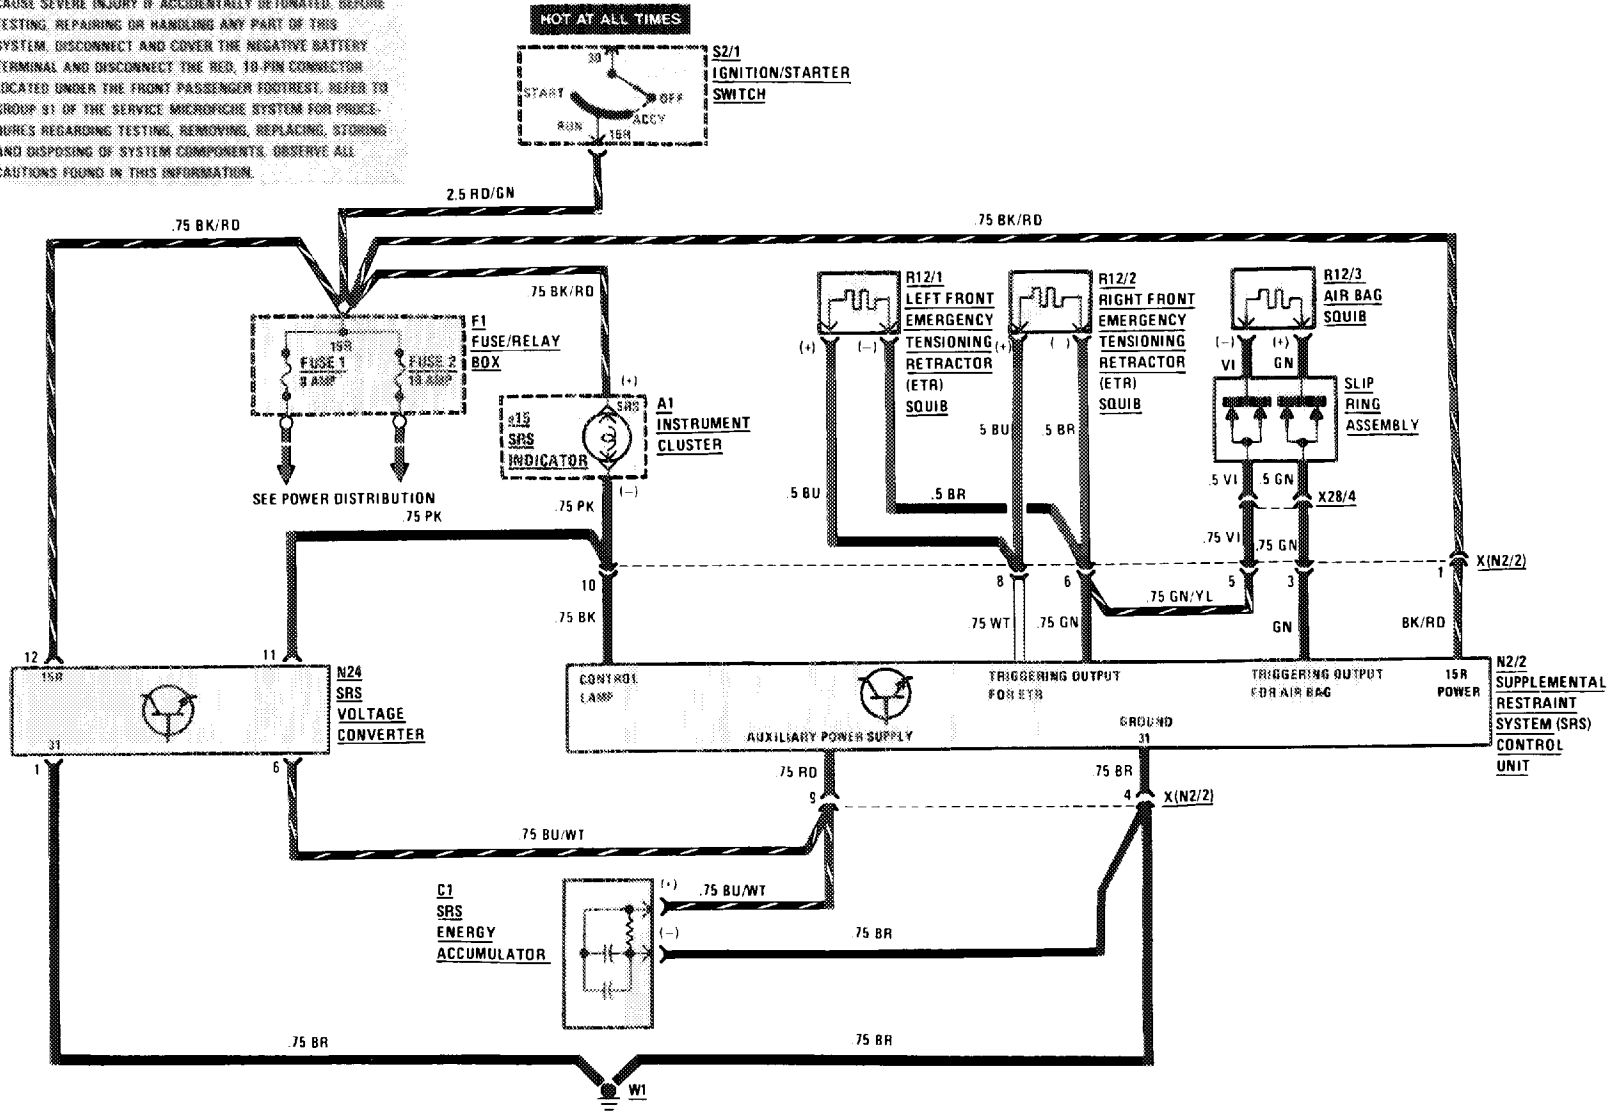 CAUSE SEVERE INJURY IF ACCIDENTALLY DETONATED. BEFORE
TESTING, REPAIRING OR HANDLING ANY PART OF THIS
SYSTEM, DISCONNECT AND COVER THE NEGATIVE BATTERY
TERMINAL AND DISCONNECT THE RED, 10-PIN CONNECTOR
LOCATED UNDER THE FRONT PASSENGER FOOTREST. REFER TO
GROUP 91 OF THE SERVICE MICROFICHE SYSTEM FOR PROCE-
DURES REGARDING TESTING, REMOVING, REPLACING, STORING
AND DISPOSING OF SYSTEM COMPONENTS. OBSERVE ALL
CAUTIONS FOUND IN THIS INFORMATION.
HOT AT ALL TIMES
S2/1
IGNITION/STARTER
SWITCH
30
START
OFF
ACCY
RUN
15R
2.5 RD/GN
.75 BK/RD
.75 BK/RD
.75 BK/RD
F1
FUSE/RELAY
BOX
15R
FUSE 1
8 AMP
FUSE 2
SEE POWER DISTRIBUTION
(+)
SRS
A1
INSTRUMENT
CLUSTER
e15
SRS
INDICATOR
(−)
.75 PK
.75 PK
R12/1
LEFT FRONT
EMERGENCY
TENSIONING
RETRACTOR
(ETR)
SQUIB
(+)
(−)
R12/2
RIGHT FRONT
EMERGENCY
TENSIONING
RETRACTOR
(ETR)
SQUIB
(+)
(−)
R12/3
AIR BAG
SQUIB
(−)
(+)
VI
GN
SLIP
RING
ASSEMBLY
5 BU
.5 BR
.5 BU
.5 BR
.5 VI
.5 GN
X28/4
.75 VI
.75 GN
X(N2/2)
10
8
6
5
3
1
.75 BK
.75 WT
.75 GN
.75 GN/YL
GN
BK/RD
12
11
15R
N24
SRS
VOLTAGE
CONVERTER
31
1
6
CONTROL
LAMP
TRIGGERING OUTPUT
FOR ETR
TRIGGERING OUTPUT
FOR AIR BAG
15R
POWER
N2/2
SUPPLEMENTAL
RESTRAINT
SYSTEM (SRS)
CONTROL
UNIT
AUXILIARY POWER SUPPLY
GROUND
31
.75 RD
.75 BR
9
4
X(N2/2)
75 BU/WT
C1
SRS
ENERGY
ACCUMULATOR
(+)
.75 BU/WT
(−)
.75 BR
.75 BR
.75 BR
W1